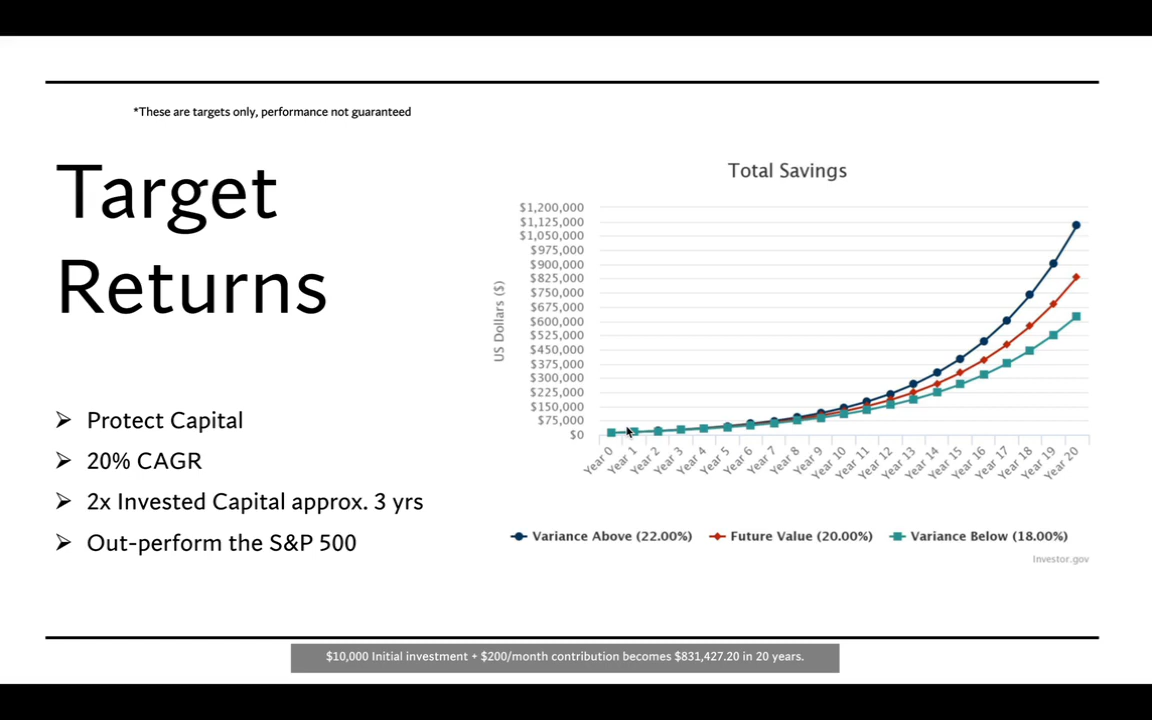 *These are targets only, performance not guaranteed
Target
Returns
Protect Capital
20% CAGR
2x Invested Capital approx. 3 yrs
Out-perform the S&P 500
Total Savings
US Dollars ($)
$1,200,000
$1,125,000
$1,050,000
$975,000
$900,000
$825,000
$750,000
$675,000
$600,000
$525,000
$450,000
$375,000
$300,000
$225,000
$150,000
$75,000
$0
Year 0
Year 1
Year 2
Year 3
Year 4
Year 5
Year 6
Year 7
Year 8
Year 9
Year 10
Year 11
Year 12
Year 13
Year 14
Year 15
Year 16
Year 17
Year 18
Year 19
Year 20
Variance Above (22.00%)
Future Value (20.00%)
Variance Below (18.00%)
Investor.gov
$10,000 Initial investment + $200/month contribution becomes $831,427.20 in 20 years.